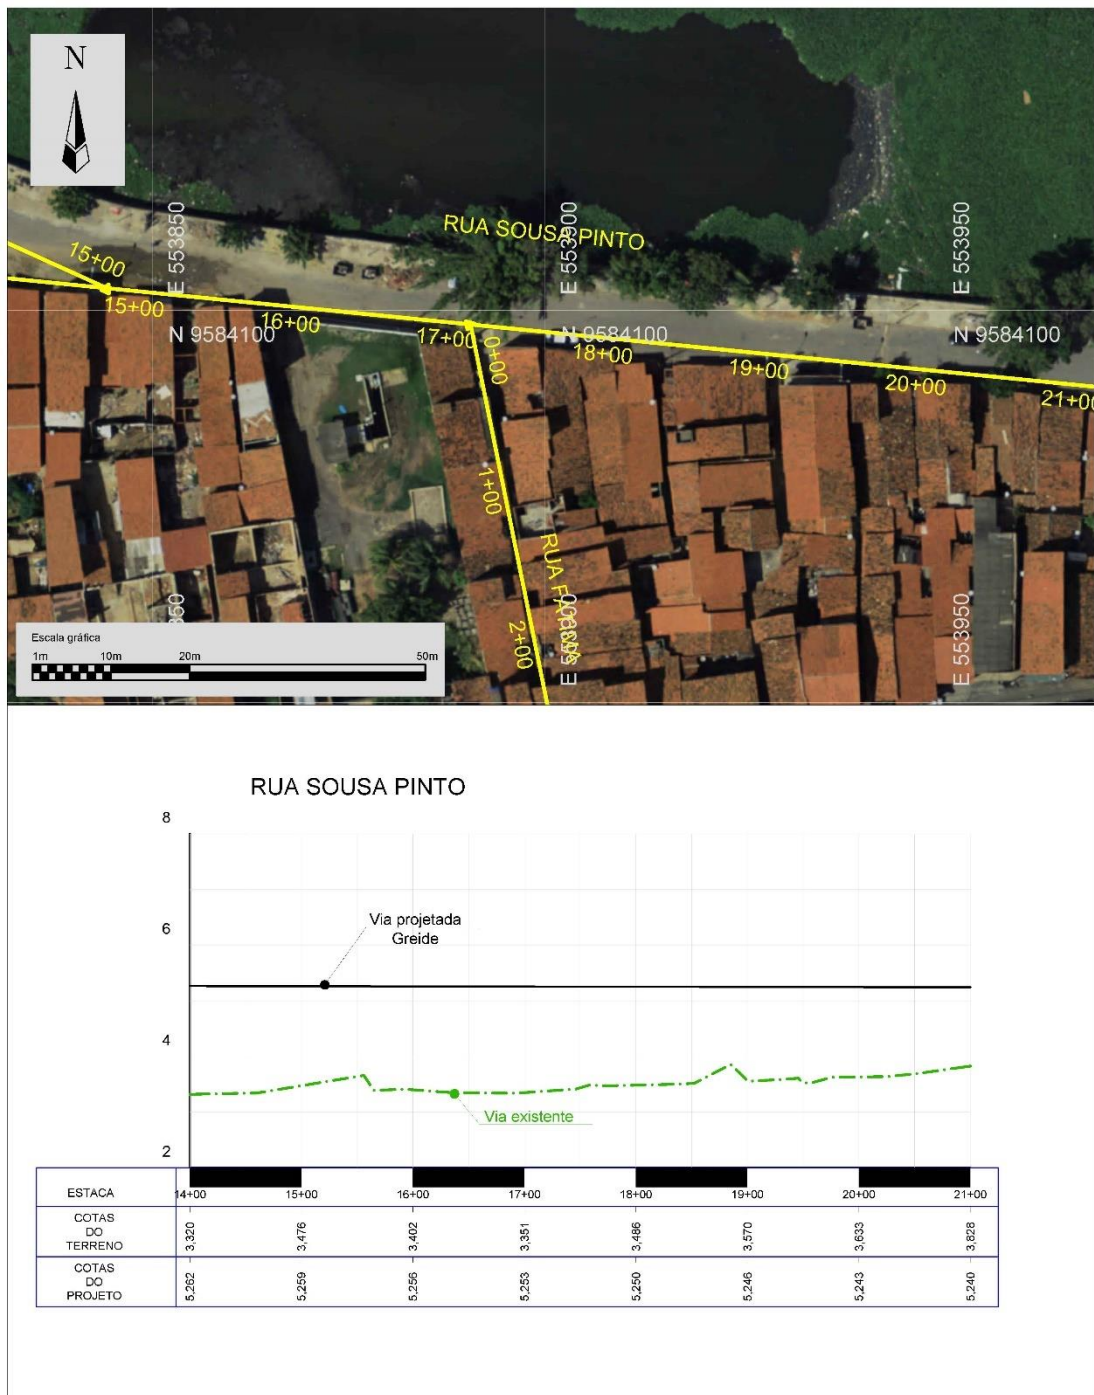 N
RUA SOUSA PINTO
E 553850
E 553900
E 553950
15+00
15+00
16+00
17+00
0+00
18+00
19+00
20+00
21+00
N 9584100
N 9584100
N 9584100
1+00
2+00
RUA
E 553950
Escala gráfica
1m 10m 20m 50m
RUA SOUSA PINTO
8
6
4
2
Via projetada
Greide
Via existente
ESTACA 14+00 15+00 16+00 17+00 18+00 19+00 20+00 21+00
COTAS
DO
TERRENO
3,320 3,476 3,402 3,351 3,486 3,570 3,633 3,828
COTAS
DO
PROJETO
5,262 5,259 5,256 5,253 5,250 5,246 5,243 5,240